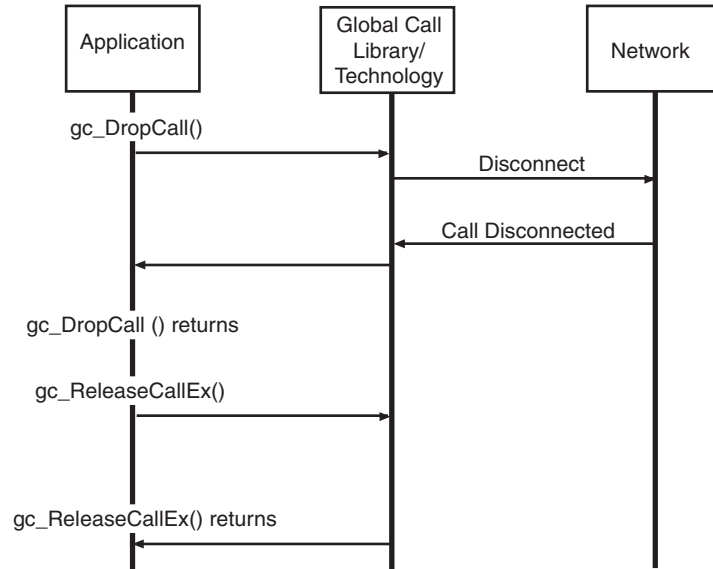 Application
Global Call
Library/
Technology
Network
gc_DropCall()
Disconnect
Call Disconnected
gc_DropCall () returns
gc_ReleaseCallEx()
gc_ReleaseCallEx() returns